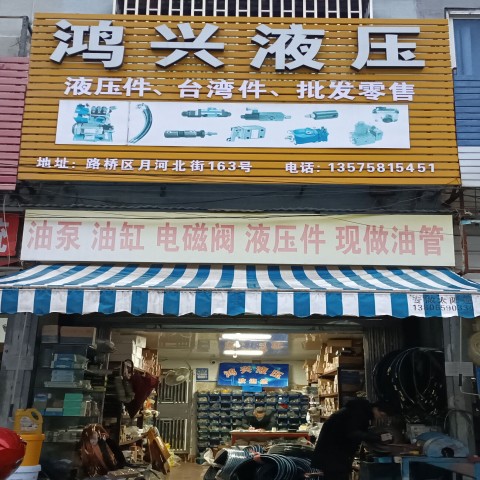 鸿兴液压
液压件、台湾件、批发零售
地址：路桥区月河北街163号 电话：13575815451
油泵 油缸 电磁阀 液压件 现做油管
鸿兴液压